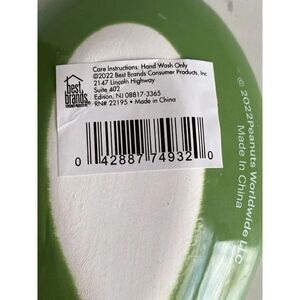 best
brands
Care Instructions: Hand Wash Only
©2022 Best Brands Consumer Products, Inc
2147 Lincoln Highway
Suite 402
Edison, NJ 08817-3365
RN# 22195 • Made in China
0 42887 74932 0
© 2022Peanuts Worldwide LLC
Made In China